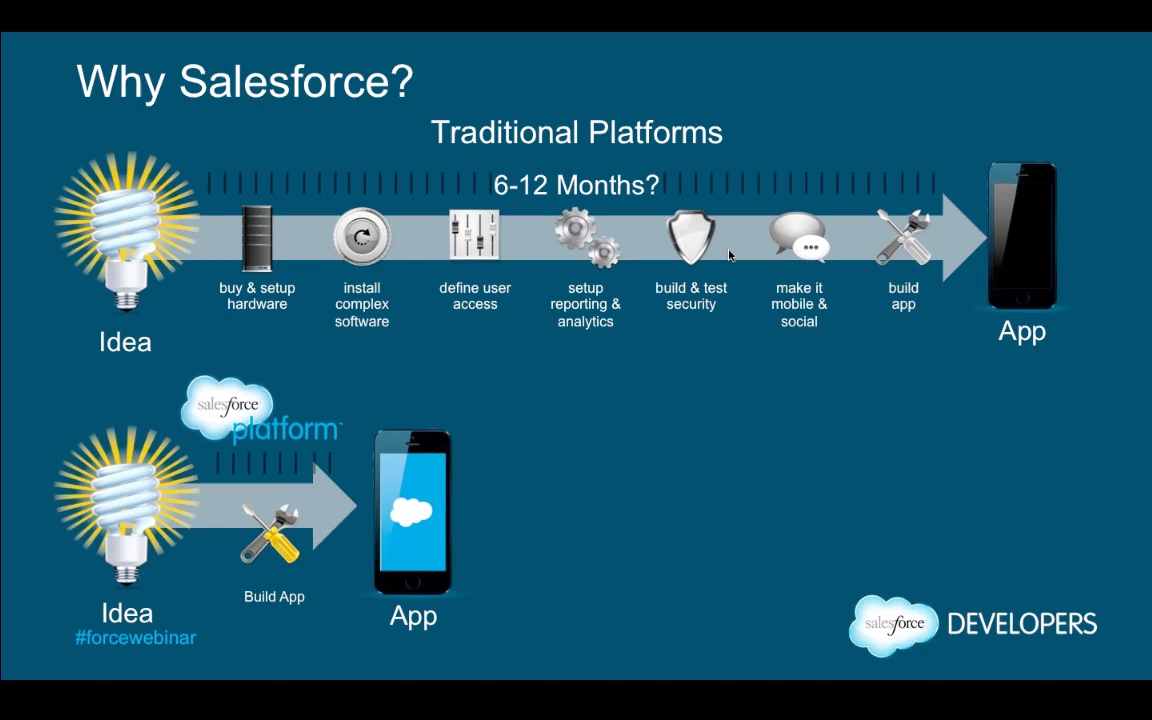 Why Salesforce?
Traditional Platforms
6-12 Months?
buy & setup
hardware
install
complex
software
define user
access
setup
reporting &
analytics
build & test
security
make it
mobile &
social
build
app
Idea
App
salesforce
platform
Build App
Idea
App
#forcewebinar
salesforce DEVELOPERS